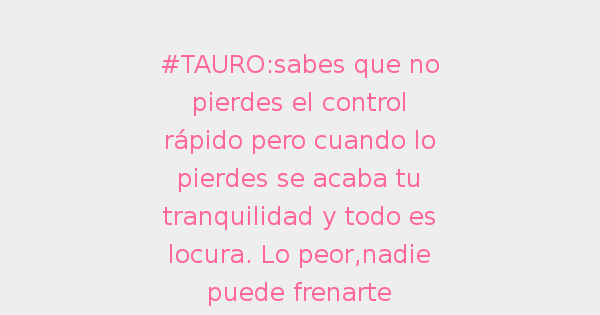 #TAURO:sabes que no
pierdes el control
rápido pero cuando lo
pierdes se acaba tu
tranquilidad y todo es
locura. Lo peor,nadie
puede frenarte